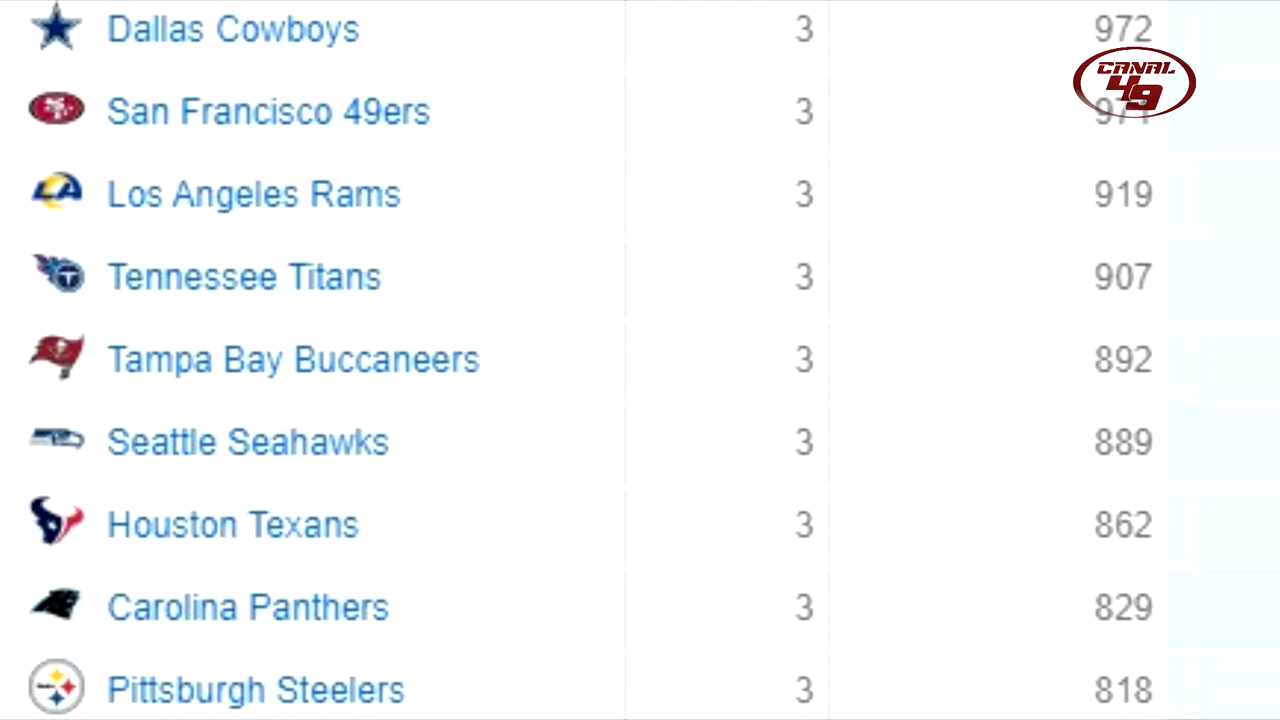 Dallas Cowboys 3 972
CANAL 49
San Francisco 49ers 3 971
Los Angeles Rams 3 919
Tennessee Titans 3 907
Tampa Bay Buccaneers 3 892
Seattle Seahawks 3 889
Houston Texans 3 862
Carolina Panthers 3 829
Pittsburgh Steelers 3 818